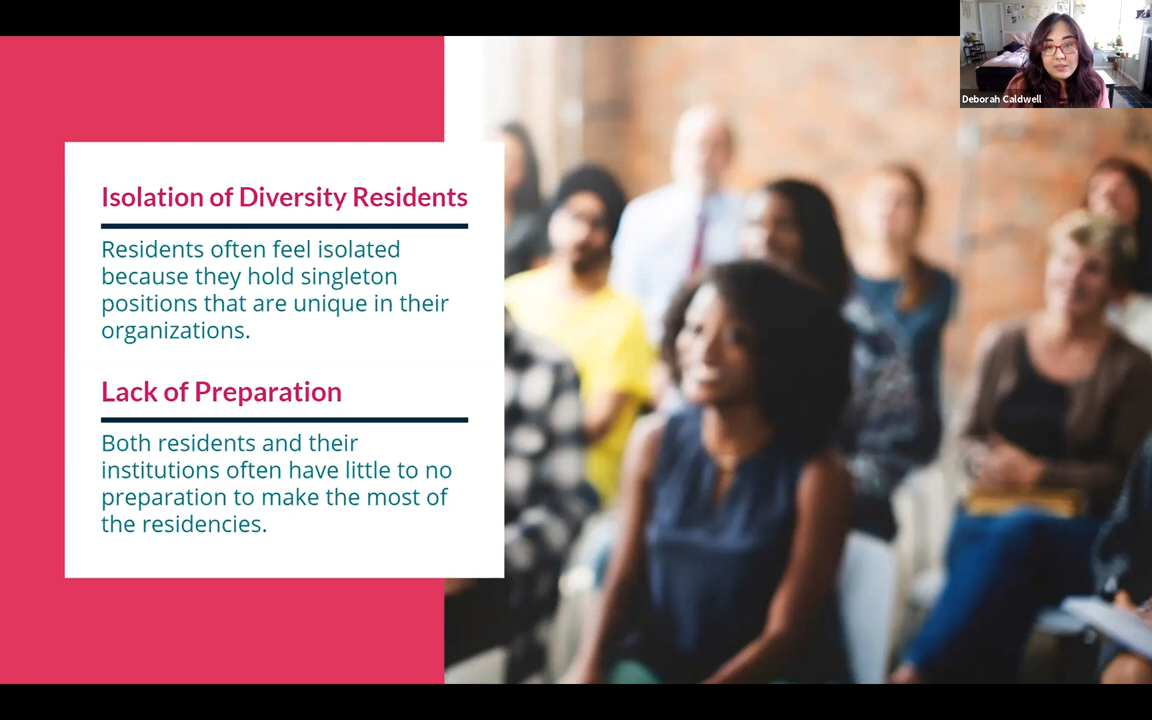 Deborah Caldwell
Isolation of Diversity Residents
Residents often feel isolated
because they hold singleton
positions that are unique in their
organizations.
Lack of Preparation
Both residents and their
institutions often have little to no
preparation to make the most of
the residencies.